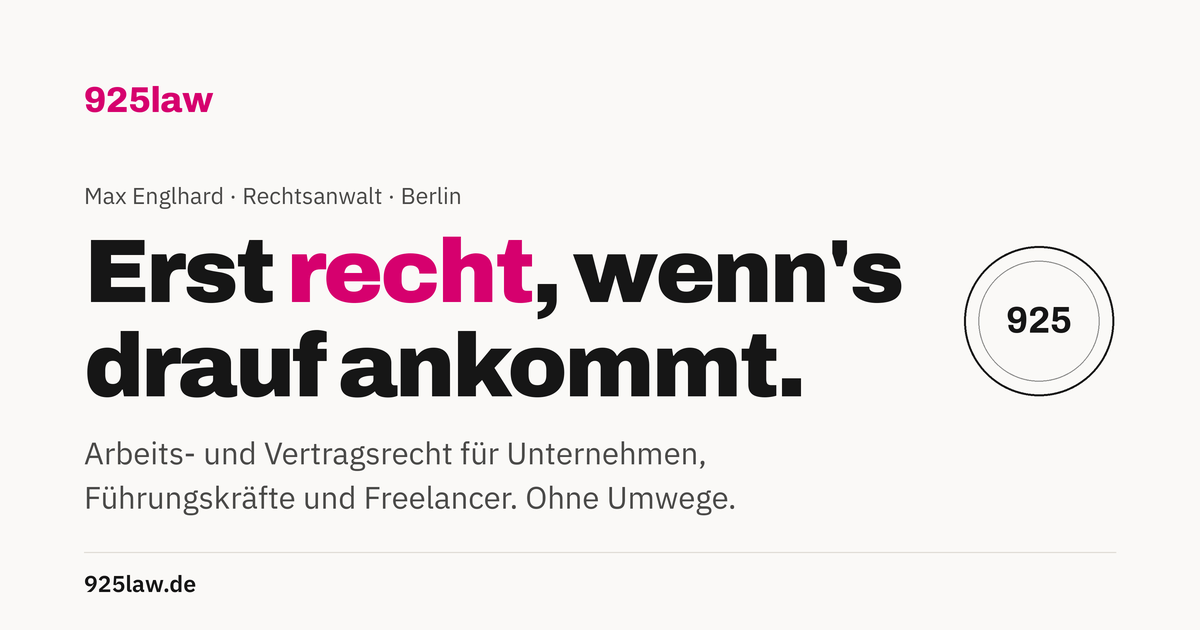 925law
Max Englhard · Rechtsanwalt · Berlin
Erst recht, wenn's
drauf ankommt.
925
Arbeits- und Vertragsrecht für Unternehmen,
Führungskräfte und Freelancer. Ohne Umwege.
925law.de